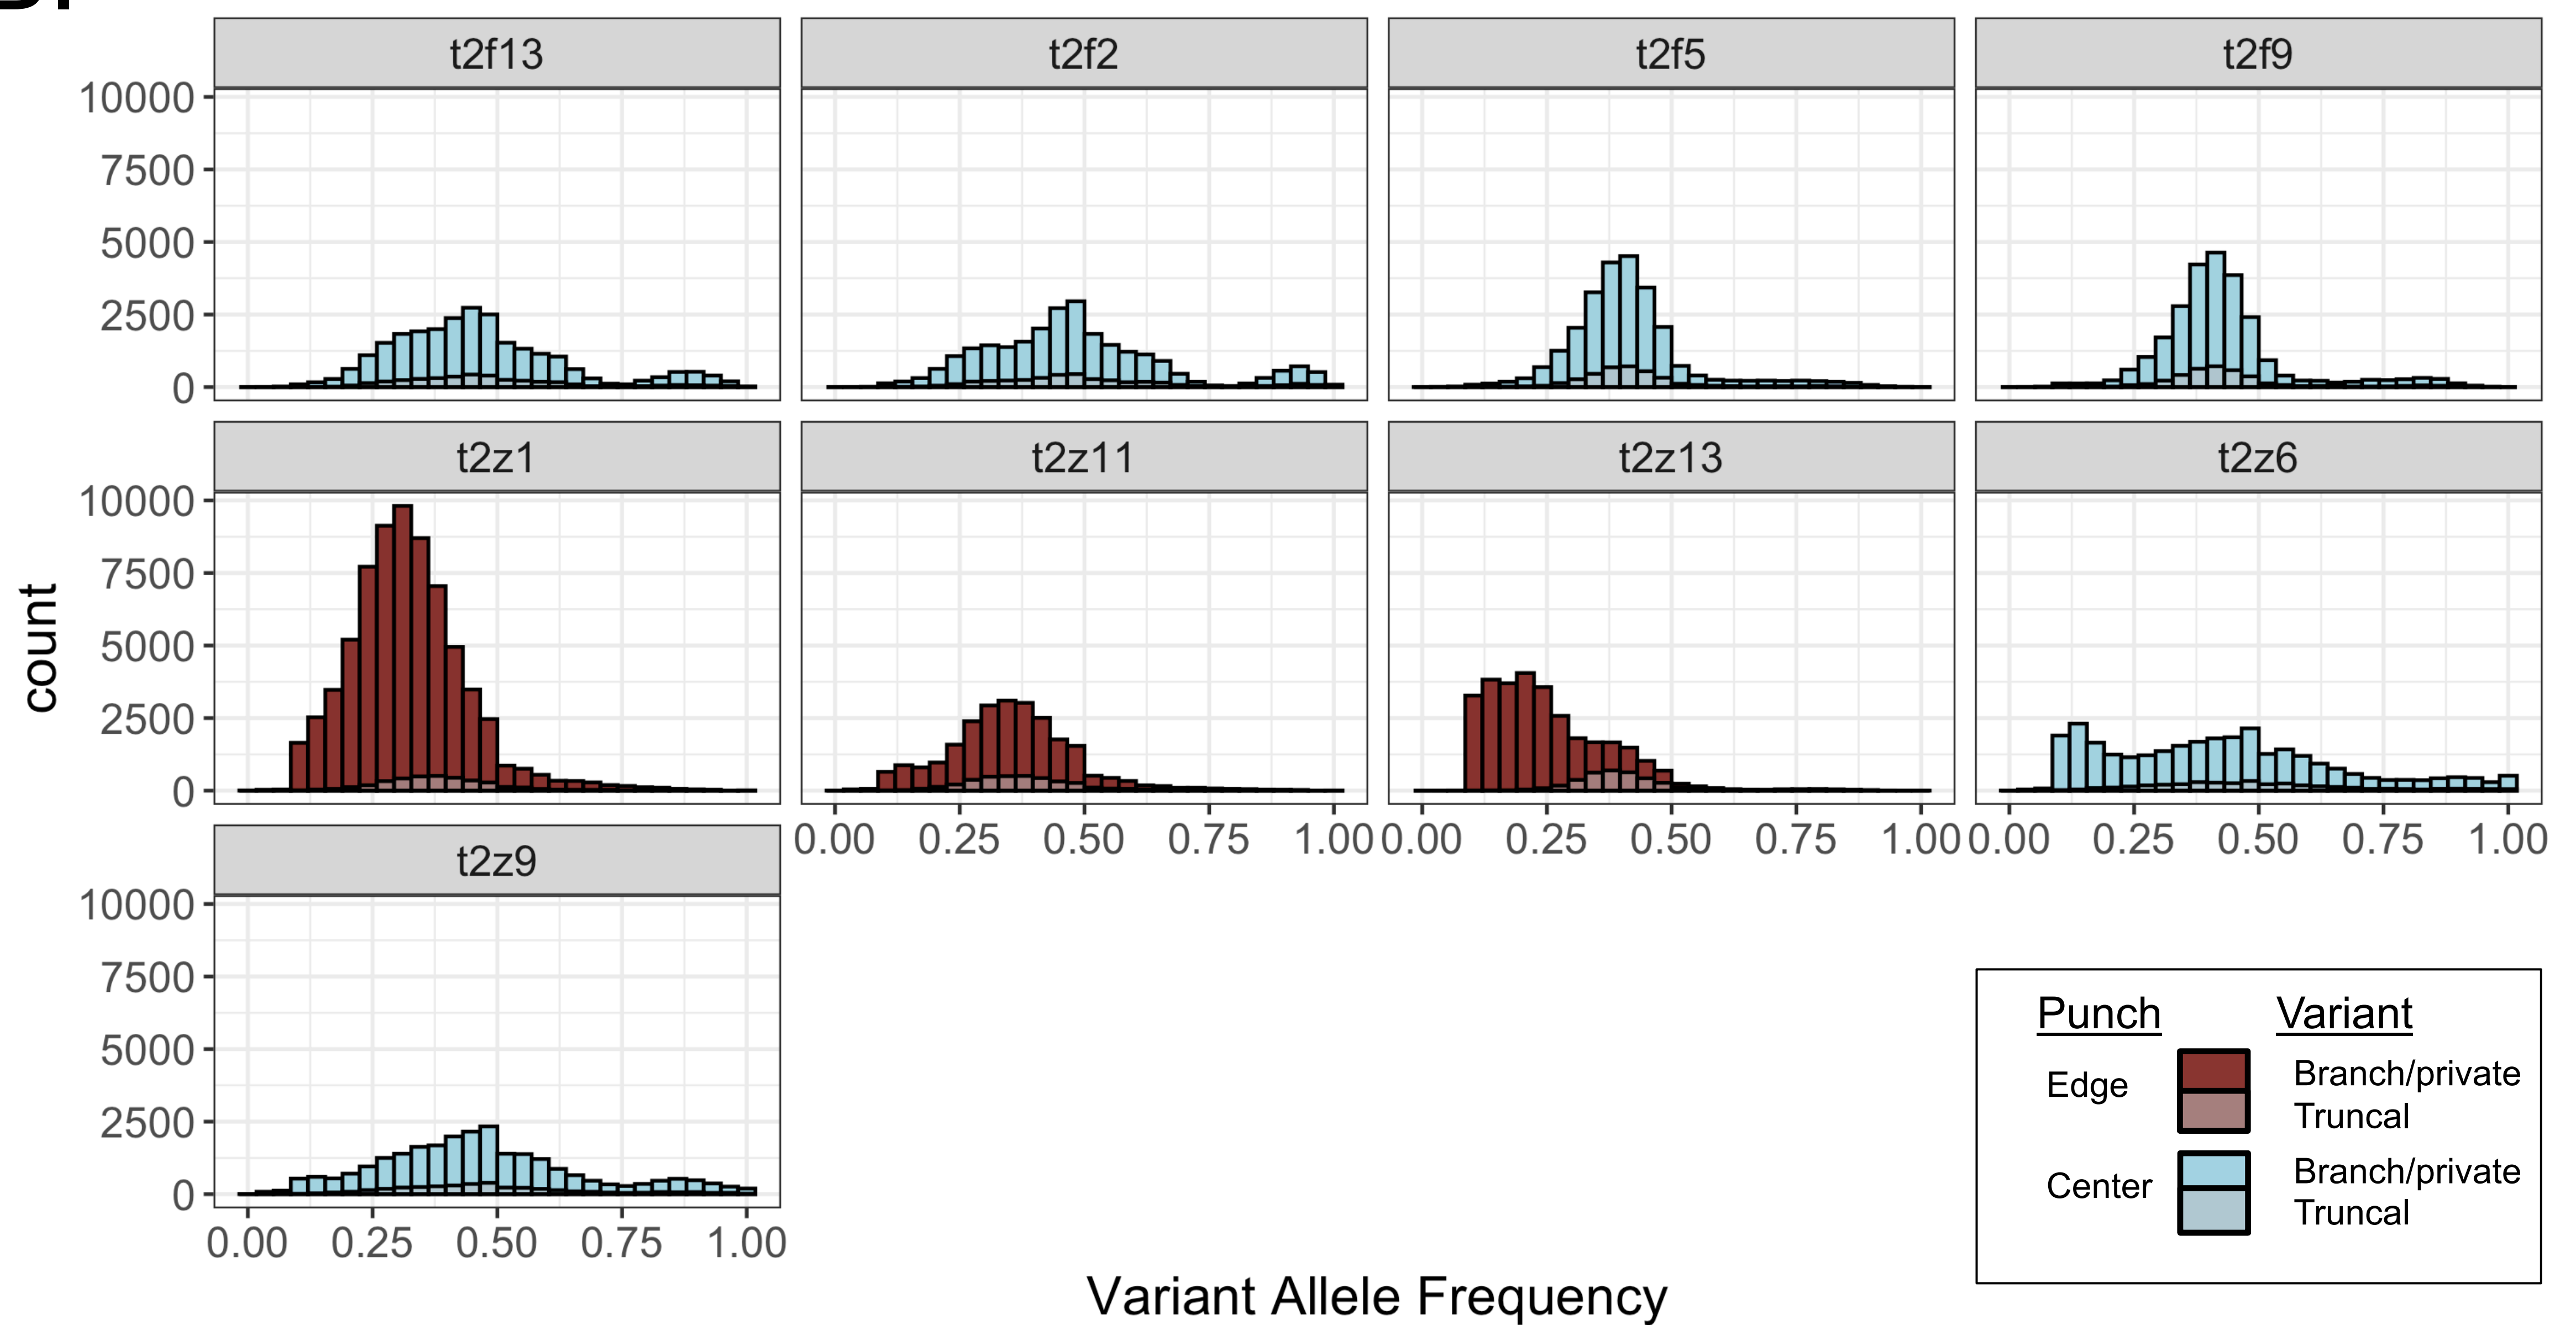 t2f13 t2f2 t2f5 t2f9
10000
7500
5000
2500
0
t2z1 t2z11 t2z13 t2z6
10000
7500
5000
2500
0
count
0.00 0.25 0.50 0.75 1.00 0.00 0.25 0.50 0.75 1.00 0.00 0.25 0.50 0.75 1.00
t2z9
10000
7500
5000
2500
0
0.00 0.25 0.50 0.75 1.00
Variant Allele Frequency
Punch Variant
Edge
Branch/private
Truncal
Center
Branch/private
Truncal